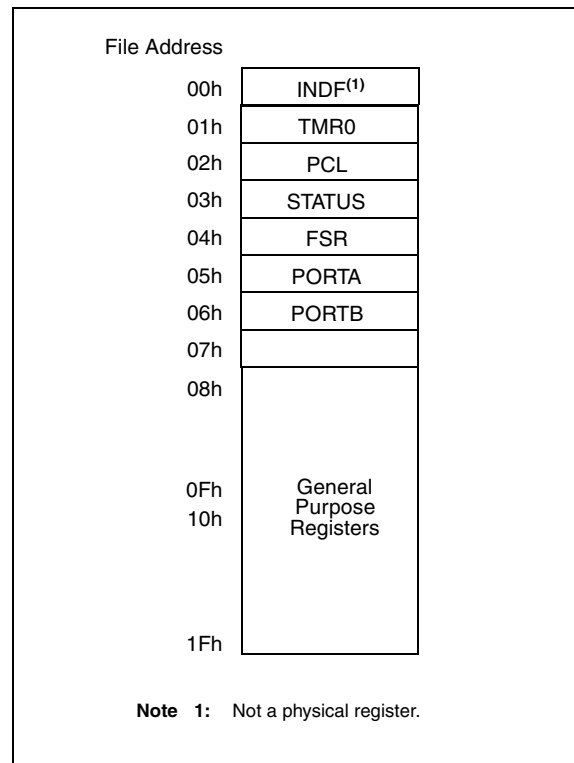 File Address
00h INDF(1)
01h TMR0
02h PCL
03h STATUS
04h FSR
05h PORTA
06h PORTB
07h
08h
0Fh General
Purpose
10h Registers
1Fh
Note 1: Not a physical register.